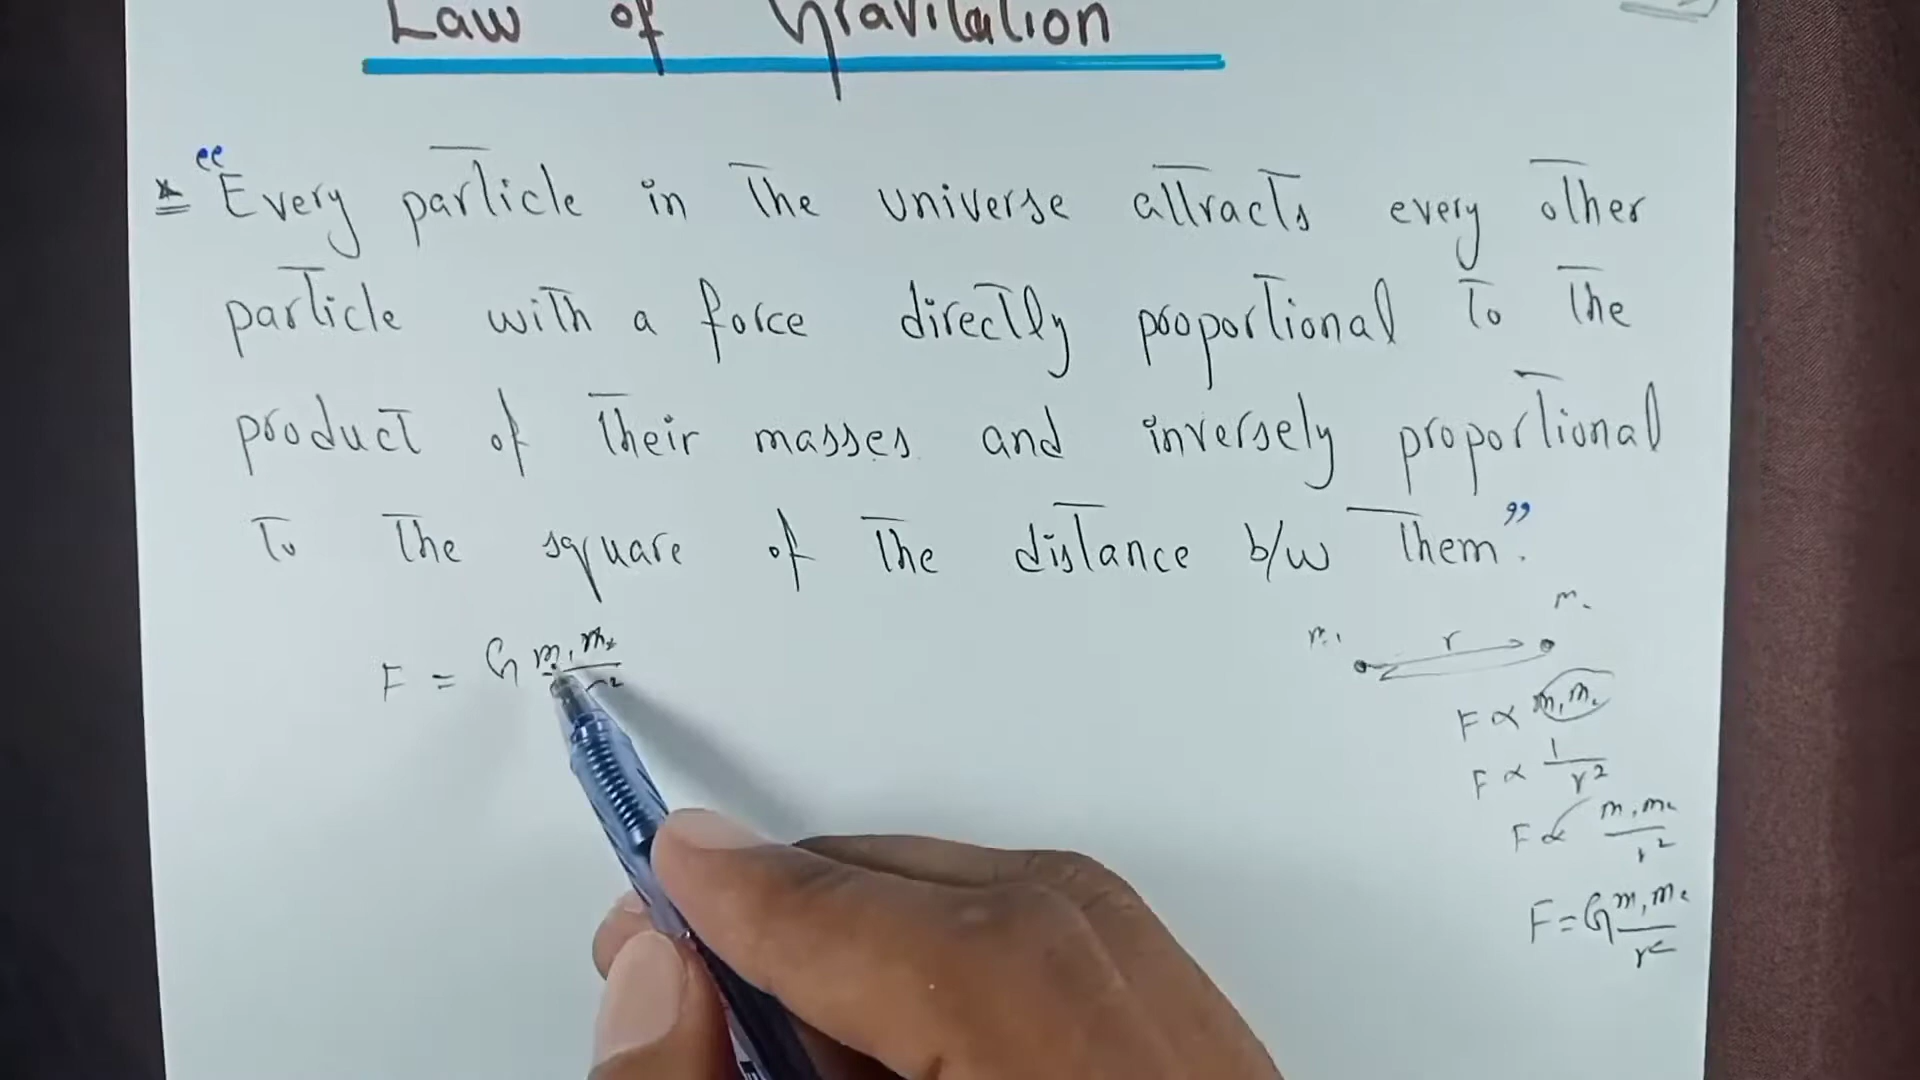 Law of Gravitation
"Every particle in the universe attracts every other
particle with a force directly proportional to the
product of their masses and inversely proportional
to the square of the distance b/w them".
F = G m₁m₂/r²
m₁ r m₂
F ∝ m₁m₂
F ∝ 1/r²
F ∝ m₁m₂/r²
F = G m₁m₂/r²